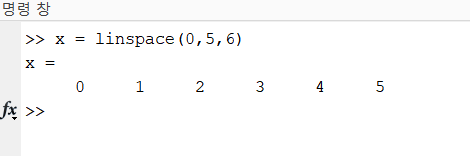 명령 창
>> x = linspace(0,5,6)
x =
0 1 2 3 4 5
fx >>